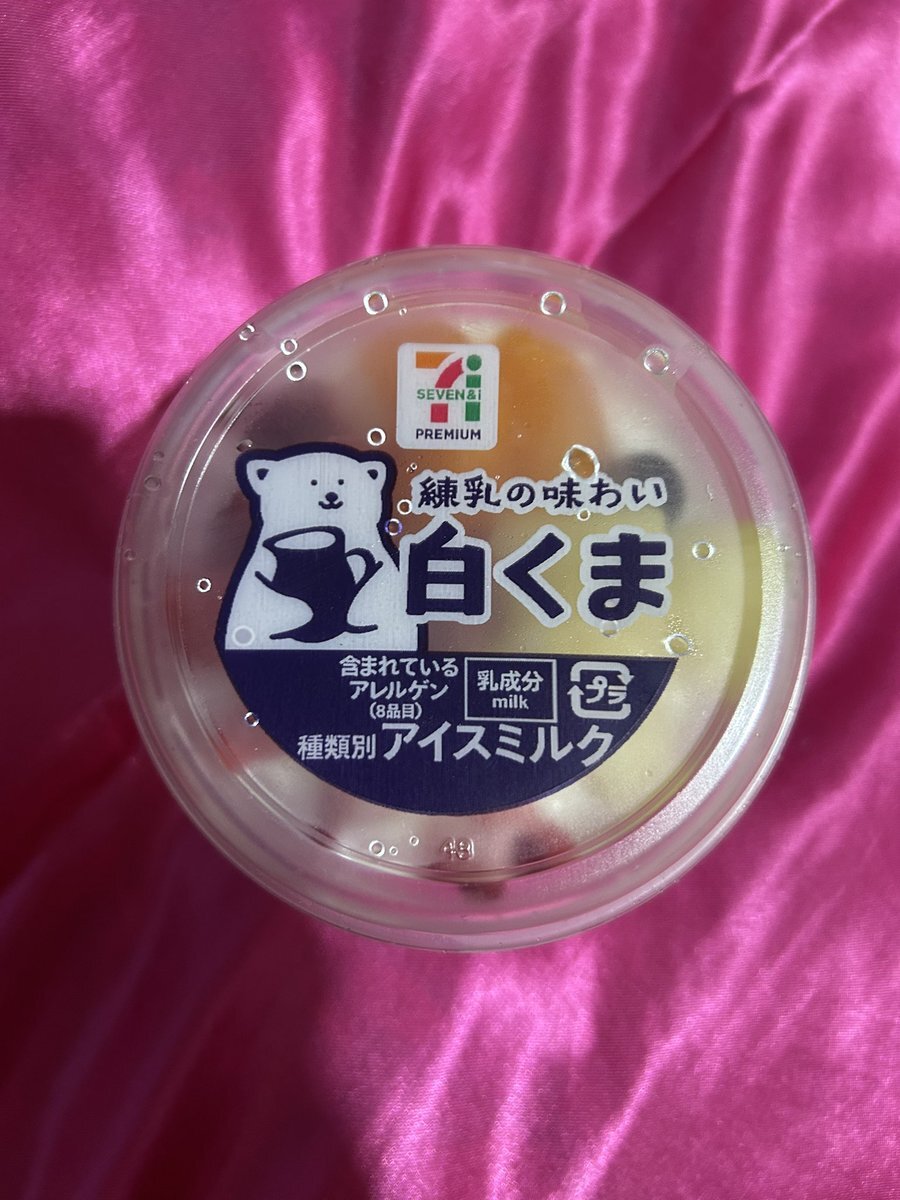 SEVEN&i
PREMIUM
練乳の味わい
白くま
含まれている
アレルゲン
(8品目)
乳成分
milk
プラ
種類別 アイスミルク
48